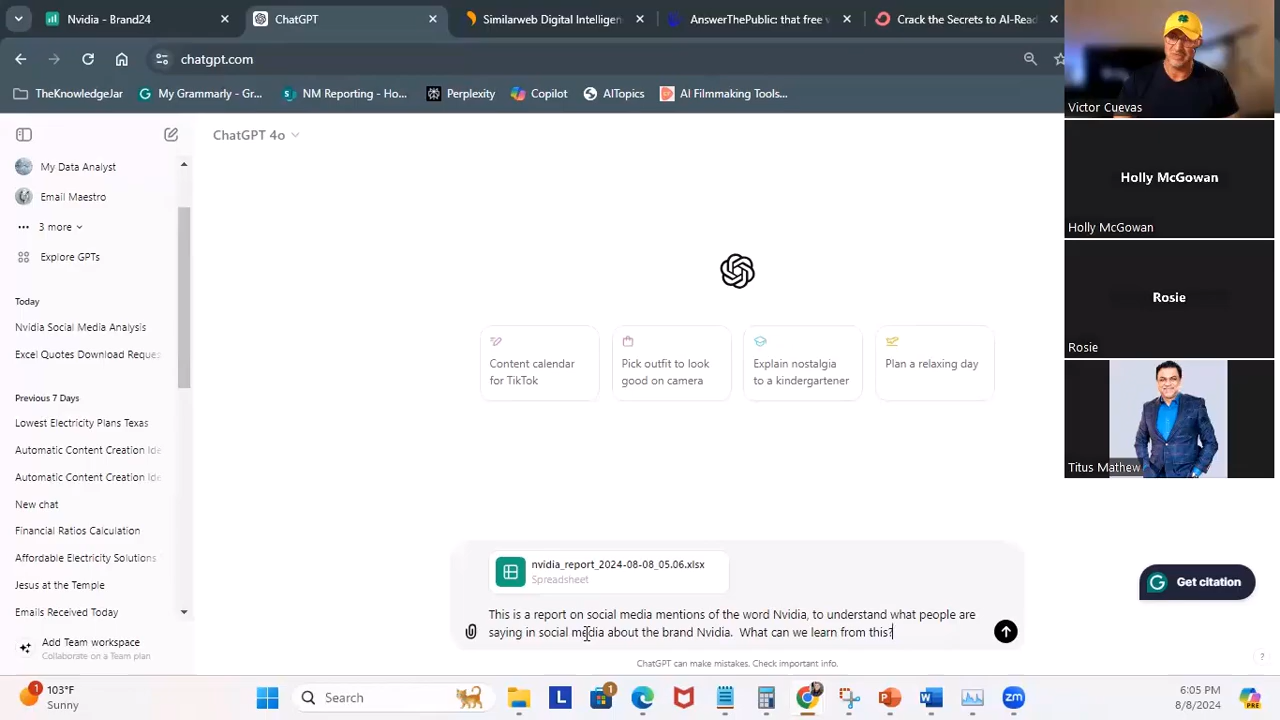 Nvidia - Brand24
ChatGPT
Similarweb Digital Intelligen
AnswerThePublic: that free v
Crack the Secrets to AI-Read
chatgpt.com
TheKnowledgeJar
My Grammarly - Gr...
NM Reporting - Ho...
Perplexity
Copilot
AITopics
AI Filmmaking Tools...
Victor Cuevas
Holly McGowan
Holly McGowan
Rosie
Rosie
Titus Mathew
ChatGPT 4o
My Data Analyst
Email Maestro
3 more
Explore GPTs
Today
Nvidia Social Media Analysis
Excel Quotes Download Reque
Previous 7 Days
Lowest Electricity Plans Texas
Automatic Content Creation Ide
Automatic Content Creation Ide
New chat
Financial Ratios Calculation
Affordable Electricity Solutions
Jesus at the Temple
Emails Received Today
Add Team workspace
Collaborate on a Team plan
Content calendar
for TikTok
Pick outfit to look
good on camera
Explain nostalgia
to a kindergartener
Plan a relaxing day
nvidia_report_2024-08-08_05.06.xlsx
Spreadsheet
This is a report on social media mentions of the word Nvidia, to understand what people are
saying in social media about the brand Nvidia.  What can we learn from this?
ChatGPT can make mistakes. Check important info.
Get citation
?
1
103°F
Sunny
Search
L
1
zm
6:05 PM
8/8/2024
PRE